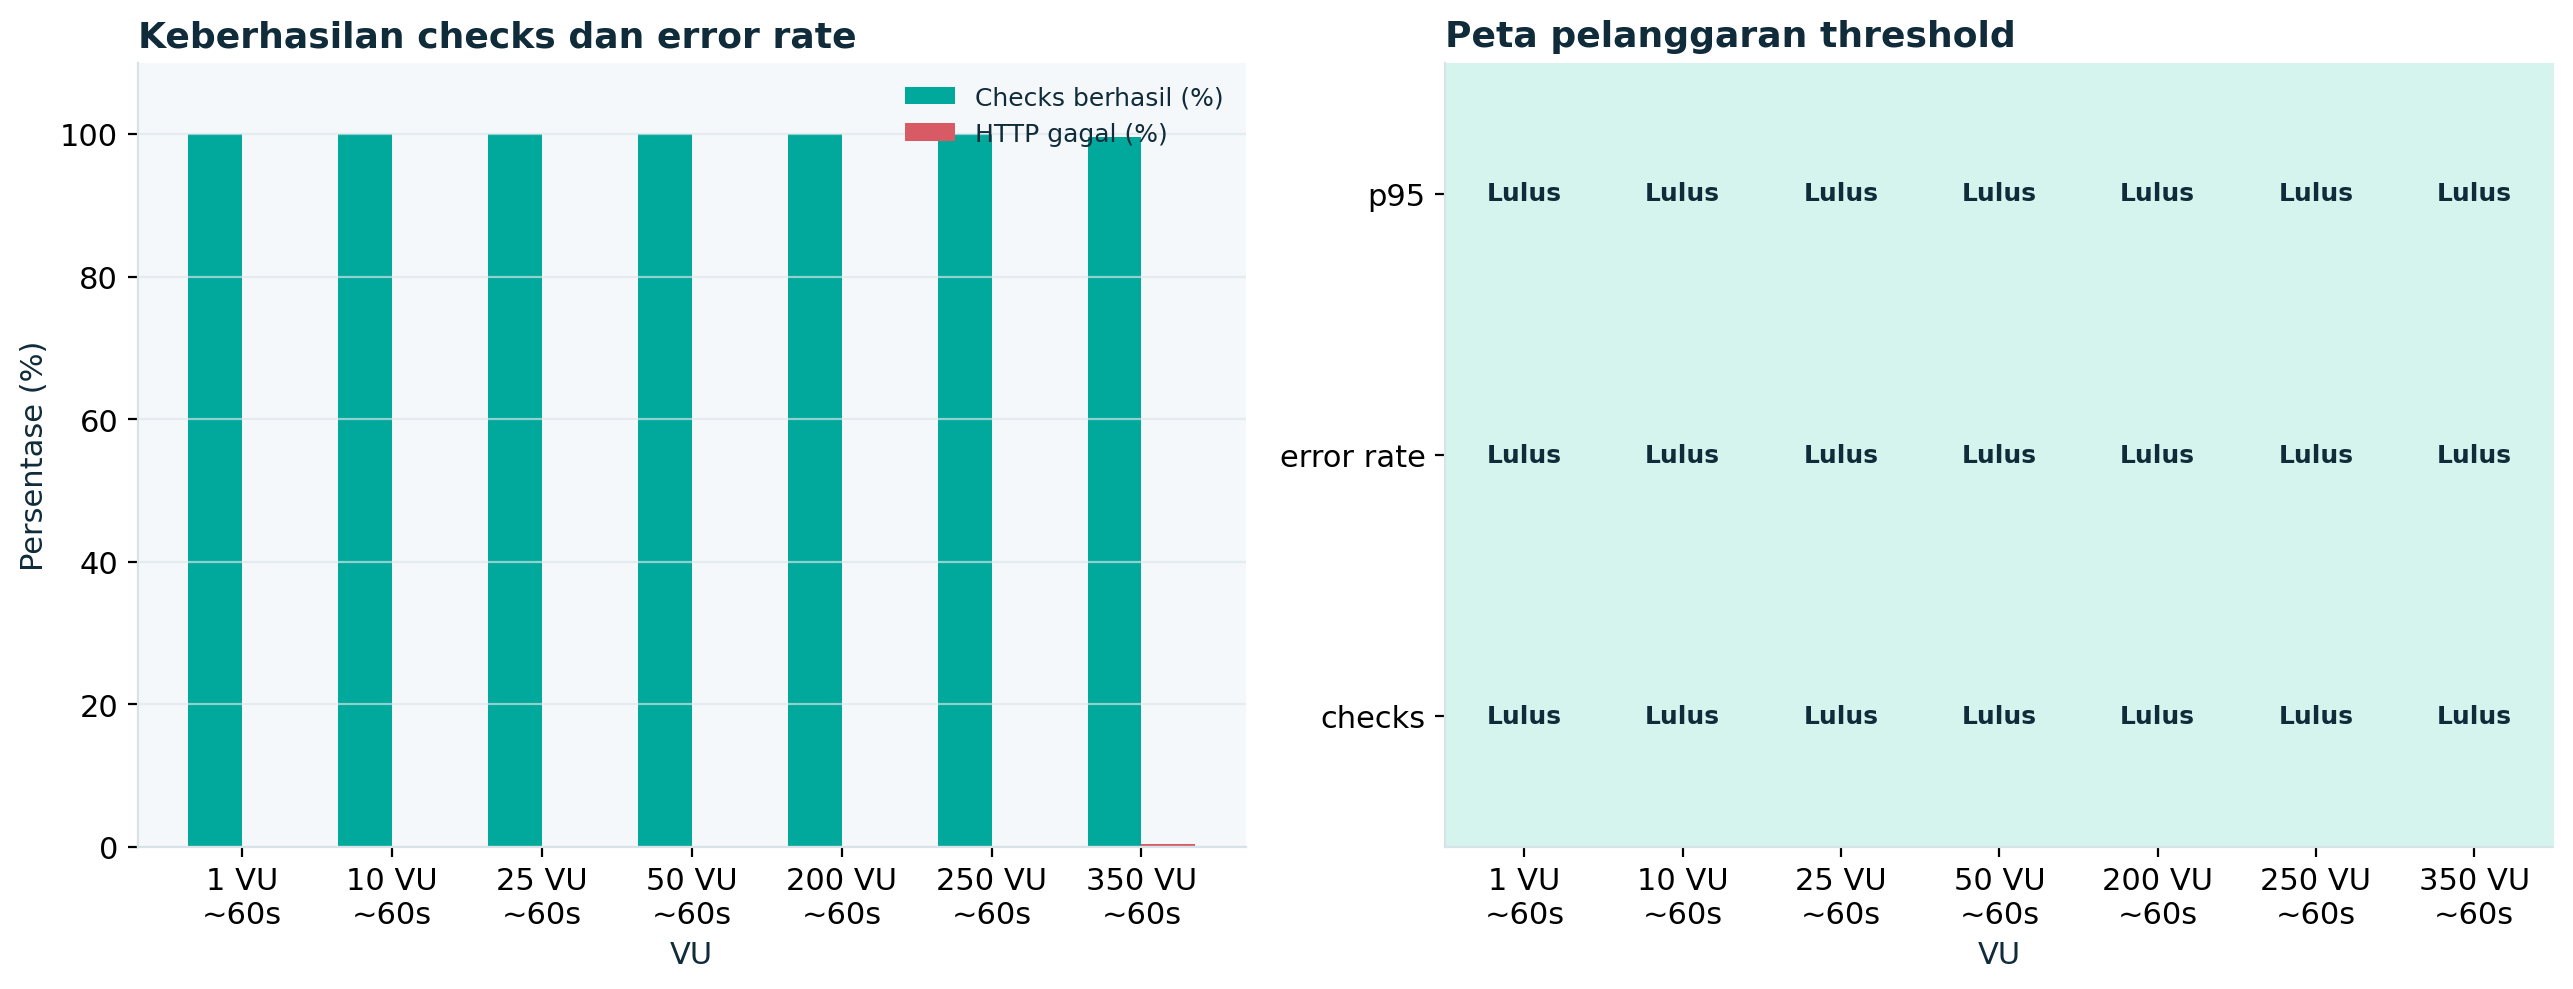 Keberhasilan checks dan error rate
Checks berhasil (%)
HTTP gagal (%)
Persentase (%)
100
80
60
40
20
0
1 VU 10 VU 25 VU 50 VU 200 VU 250 VU 350 VU
~60s ~60s ~60s ~60s ~60s ~60s ~60s
VU
Peta pelanggaran threshold
p95 Lulus Lulus Lulus Lulus Lulus Lulus Lulus
error rate Lulus Lulus Lulus Lulus Lulus Lulus Lulus
checks Lulus Lulus Lulus Lulus Lulus Lulus Lulus
1 VU 10 VU 25 VU 50 VU 200 VU 250 VU 350 VU
~60s ~60s ~60s ~60s ~60s ~60s ~60s
VU